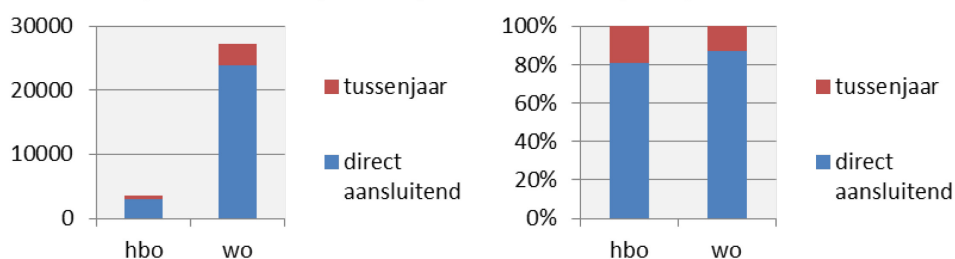 30000
20000
10000
0
hbo
wo
tussenjaar
direct
aansluitend
100%
80%
60%
40%
20%
0%
hbo
wo
tussenjaar
direct
aansluitend